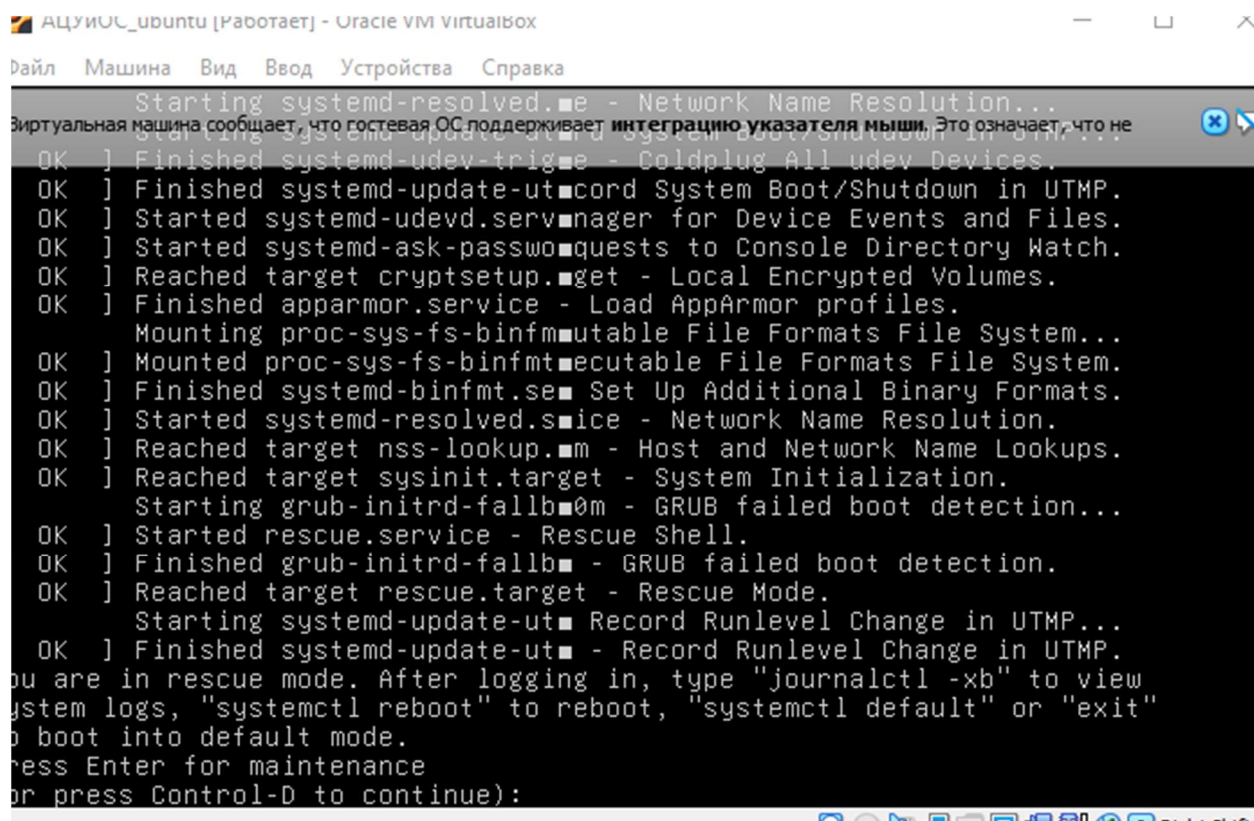 АЦУИОС_ubuntu [Работает] - Oracle VM VirtualBox
Файл Машина Вид Ввод Устройства Справка
Starting systemd-resolved.■e - Network Name Resolution...
Виртуальная машина сообщает, что гостевая ОС поддерживает интеграцию указателя мыши. Это означает, что не
OK ] Finished systemd-udev-trig■e - Coldplug All udev Devices.
OK ] Finished systemd-update-ut■cord System Boot/Shutdown in UTMP.
OK ] Started systemd-udevd.serv■nager for Device Events and Files.
OK ] Started systemd-ask-passwo■quests to Console Directory Watch.
OK ] Reached target cryptsetup.■get - Local Encrypted Volumes.
OK ] Finished apparmor.service - Load AppArmor profiles.
Mounting proc-sys-fs-binfm■utable File Formats File System...
OK ] Mounted proc-sys-fs-binfmt■ecutable File Formats File System.
OK ] Finished systemd-binfmt.se■ Set Up Additional Binary Formats.
OK ] Started systemd-resolved.s■ice - Network Name Resolution.
OK ] Reached target nss-lookup.■m - Host and Network Name Lookups.
OK ] Reached target sysinit.target - System Initialization.
Starting grub-initrd-fallb■0m - GRUB failed boot detection...
OK ] Started rescue.service - Rescue Shell.
OK ] Finished grub-initrd-fallb■ - GRUB failed boot detection.
OK ] Reached target rescue.target - Rescue Mode.
Starting systemd-update-ut■ Record Runlevel Change in UTMP...
OK ] Finished systemd-update-ut■ - Record Runlevel Change in UTMP.
ou are in rescue mode. After logging in, type "journalctl -xb" to view
ystem logs, "systemctl reboot" to reboot, "systemctl default" or "exit"
o boot into default mode.
ress Enter for maintenance
or press Control-D to continue):